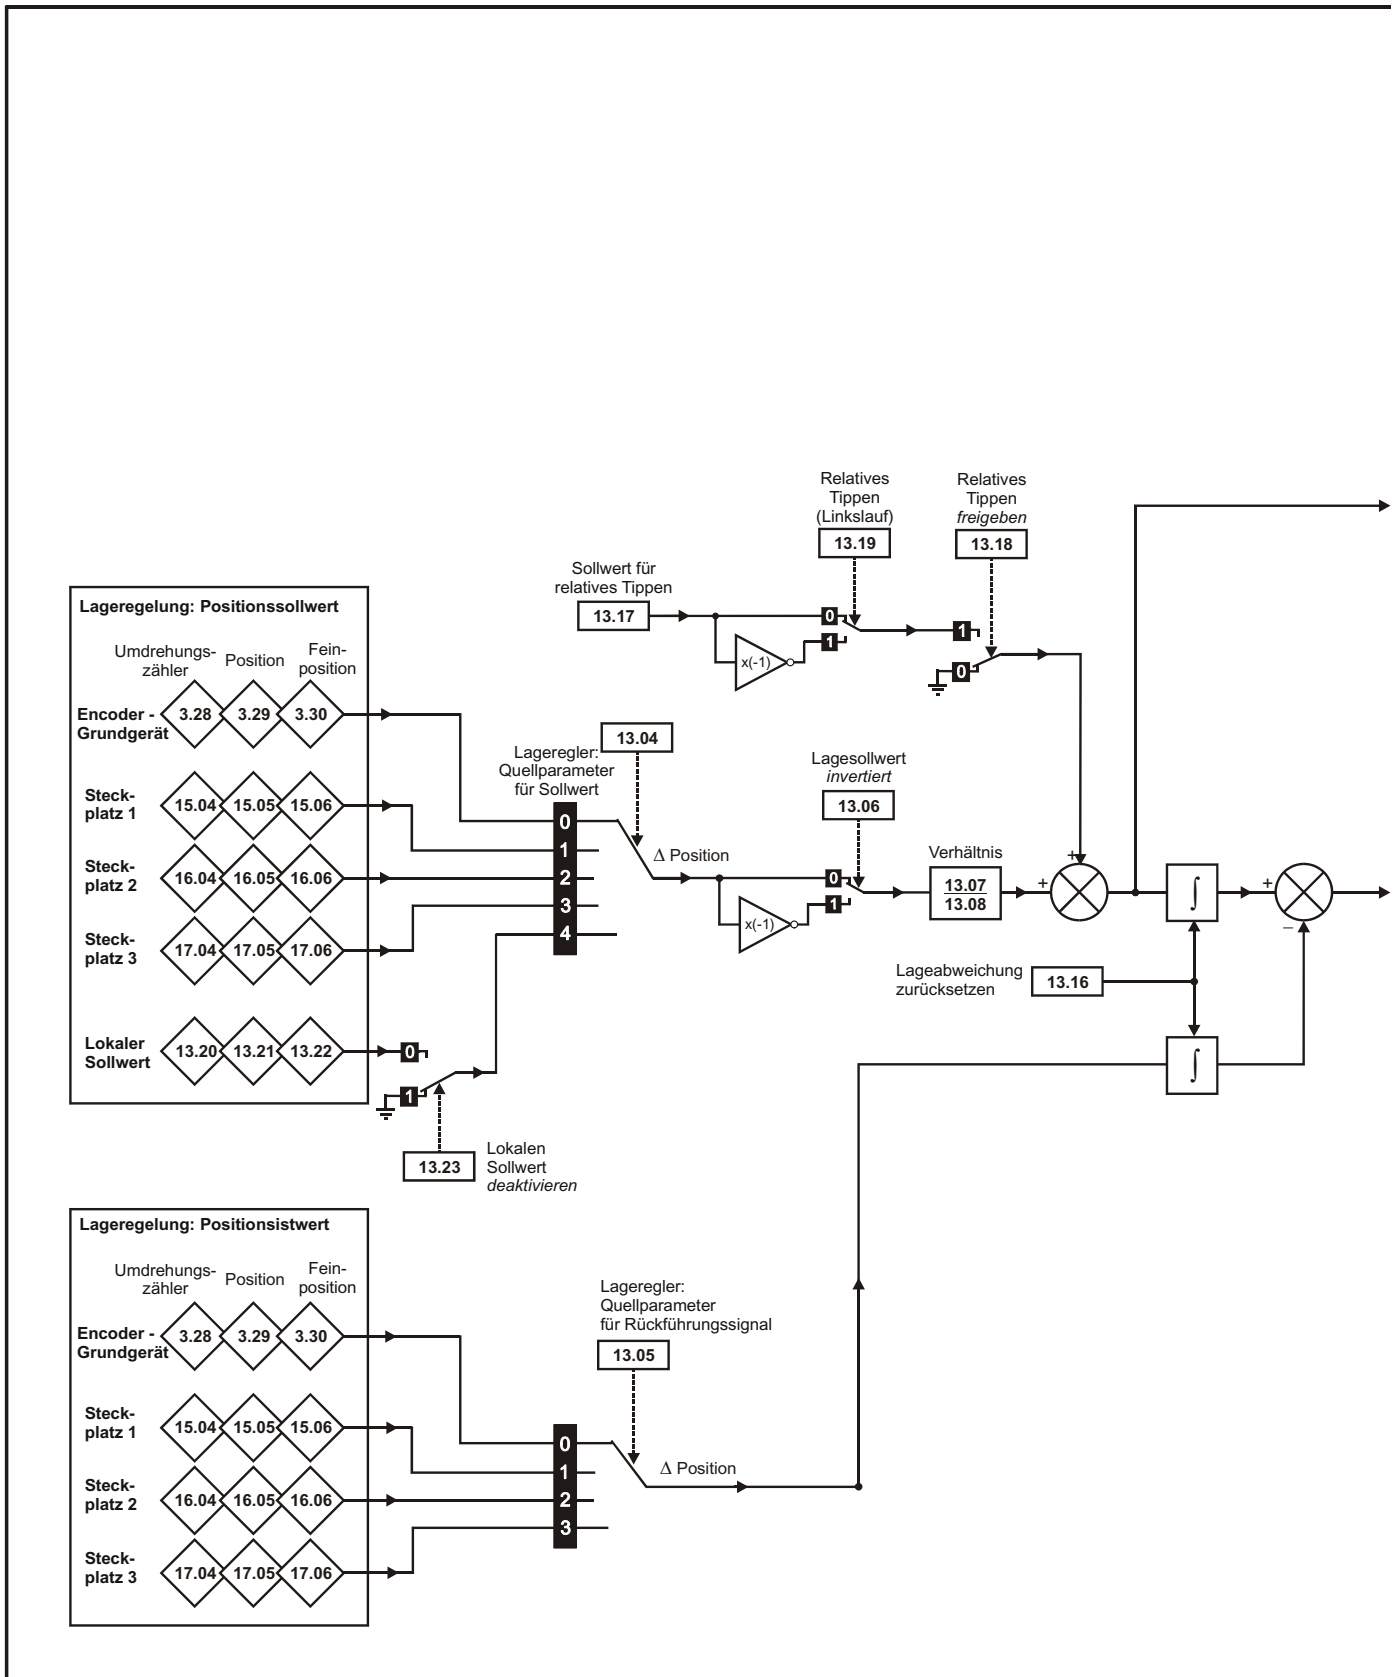 Relatives
Tippen
(Linkslauf)
13.19
Relatives
Tippen
freigeben
13.18
Sollwert für
relatives Tippen
13.17
0
1
x(-1)
1
0
Lageregelung: Positionssollwert
Umdrehungs-
zähler
Position
Fein-
position
Encoder -
Grundgerät
3.28 3.29 3.30
Steck-
platz 1
15.04 15.05 15.06
Steck-
platz 2
16.04 16.05 16.06
Steck-
platz 3
17.04 17.05 17.06
Lokaler
Sollwert
13.20 13.21 13.22
0
1
13.23
Lokalen
Sollwert
deaktivieren
Lageregler:
Quellparameter
für Sollwert
13.04
0
1
2
3
4
Δ Position
x(-1)
Lagesollwert
invertiert
13.06
0
1
Verhältnis
13.07
13.08
+
+
∫
+
−
Lageabweichung
zurücksetzen
13.16
∫
Lageregelung: Positionsistwert
Umdrehungs-
zähler
Position
Fein-
position
Encoder -
Grundgerät
3.28 3.29 3.30
Steck-
platz 1
15.04 15.05 15.06
Steck-
platz 2
16.04 16.05 16.06
Steck-
platz 3
17.04 17.05 17.06
Lageregler:
Quellparameter
für Rückführungssignal
13.05
0
1
2
3
Δ Position